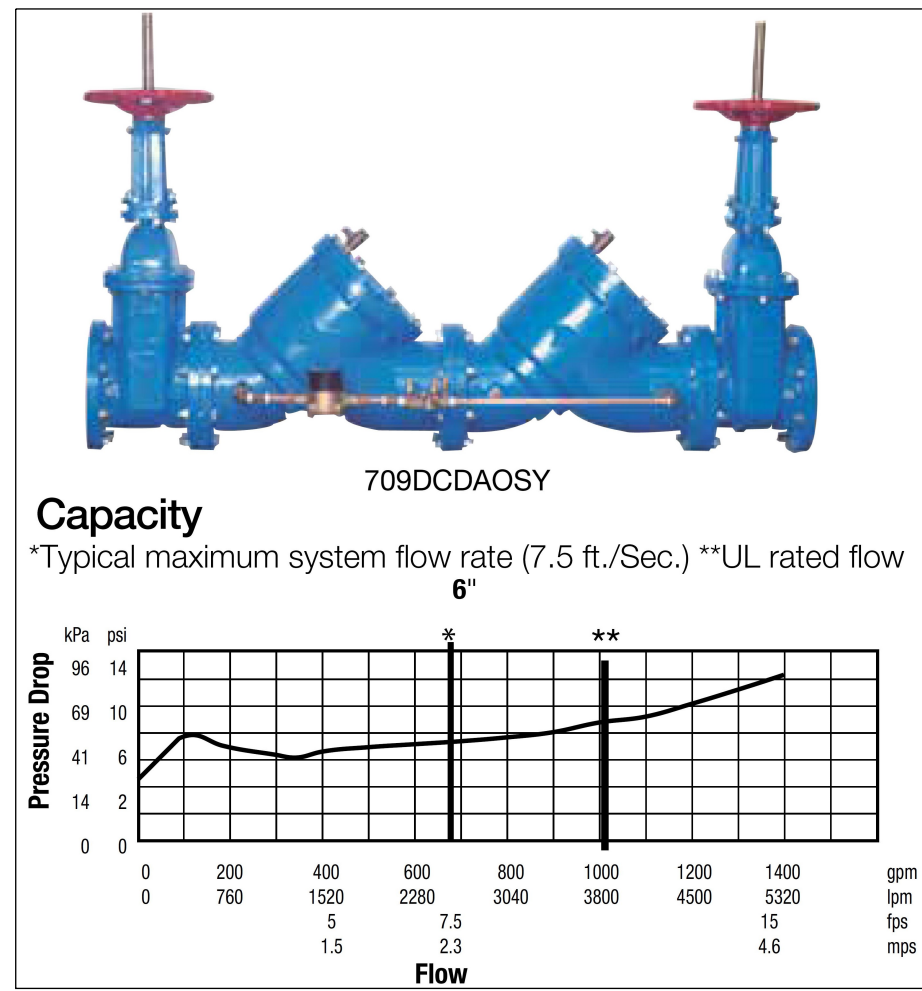 709DCDAOSY
Capacity
*Typical maximum system flow rate (7.5 ft./Sec.) **UL rated flow
6"
kPa psi * **
96 14
69 10
41 6
14 2
0 0
Pressure Drop
0 200 400 600 800 1000 1200 1400 gpm
0 760 1520 2280 3040 3800 4500 5320 lpm
5 7.5 15 fps
1.5 2.3 4.6 mps
Flow